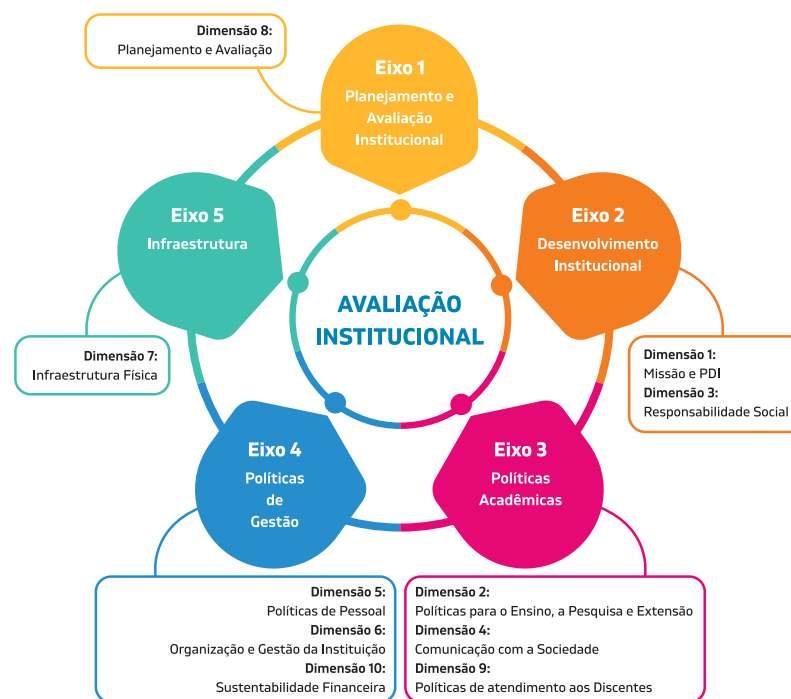 Dimensão 8:
Planejamento e Avaliação
Eixo 1
Planejamento e
Avaliação
Institucional
Eixo 5
Infraestrutura
Eixo 2
Desenvolvimento
Institucional
AVALIAÇÃO
INSTITUCIONAL
Dimensão 7:
Infraestrutura Física
Dimensão 1:
Missão e PDI
Dimensão 3:
Responsabilidade Social
Eixo 4
Políticas
de
Gestão
Eixo 3
Políticas
Acadêmicas
Dimensão 5:
Políticas de Pessoal
Dimensão 6:
Organização e Gestão da Instituição
Dimensão 10:
Sustentabilidade Financeira
Dimensão 2:
Políticas para o Ensino, a Pesquisa e Extensão
Dimensão 4:
Comunicação com a Sociedade
Dimensão 9:
Políticas de atendimento aos Discentes